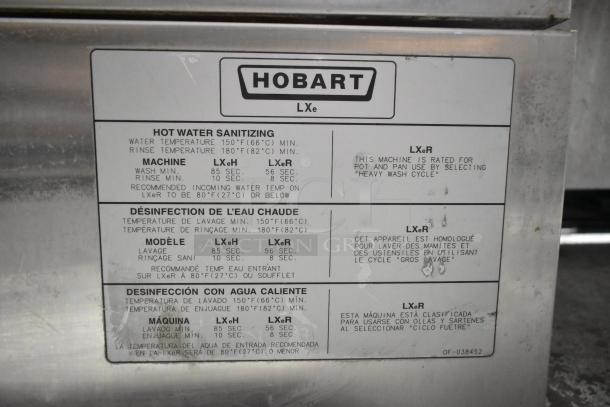 HOBART
LXe
HOT WATER SANITIZING
WATER TEMPERATURE 150°F(66°C) MIN.
RINSE TEMPERATURE 180°F(82°C) MIN.
MACHINE LXeH LXeR
WASH MIN. 85 SEC. 56 SEC.
RINSE MIN. 10 SEC. 8 SEC.
RECOMMENDED INCOMING WATER TEMP ON
LXeR TO BE 80°F(27°C) OR BELOW
LXeR
THIS MACHINE IS RATED FOR
POT AND PAN USE BY SELECTING
"HEAVY WASH CYCLE"
DÉSINFECTION DE L'EAU CHAUDE
TEMPERATURE DE LAVAGE MIN. 150°F(66°C)
TEMPERATURE DE RINÇAGE MIN. 180°F(82°C)
MODÈLE LXeH LXeR
LAVAGE 85 SEC. 56 SEC.
RINÇAGE SANI 10 SEC. 8 SEC.
RECOMMANDÉ TEMP EAU ENTRANT
SUR LXeR À 80°F(27°C) OU SOUFFLET
LXeR
CET APPAREIL EST HOMOLOGUÉ
POUR LAVER DES MAMITES ET
DES USTENSILES EN UTILISANT
LE CYCLE "GROS LAVAGE"
DESINFECCIÓN CON AGUA CALIENTE
TEMPERATURA DE LAVADO 150°F(66°C) MIN.
TEMPERATURA DE ENJUAGUE 180°F(82°C) MIN.
MÁQUINA LXeH LXeR
LAVADO MIN. 85 SEC. 56 SEC.
ENJUAGUE MIN. 10 SEC. 8 SEC.
LA TEMPERATURA DEL AGUA DE ENTRADA RECOMENDADA
EN LA LXeR SERÁ DE 80°F(27°C) O MENOR
LXeR
ESTA MÁQUINA ESTÁ CLASIFICADA
PARA USARSE CON OLLAS Y SARTENES
AL SELECCIONAR "CICLO FUETRE"
OF-038452